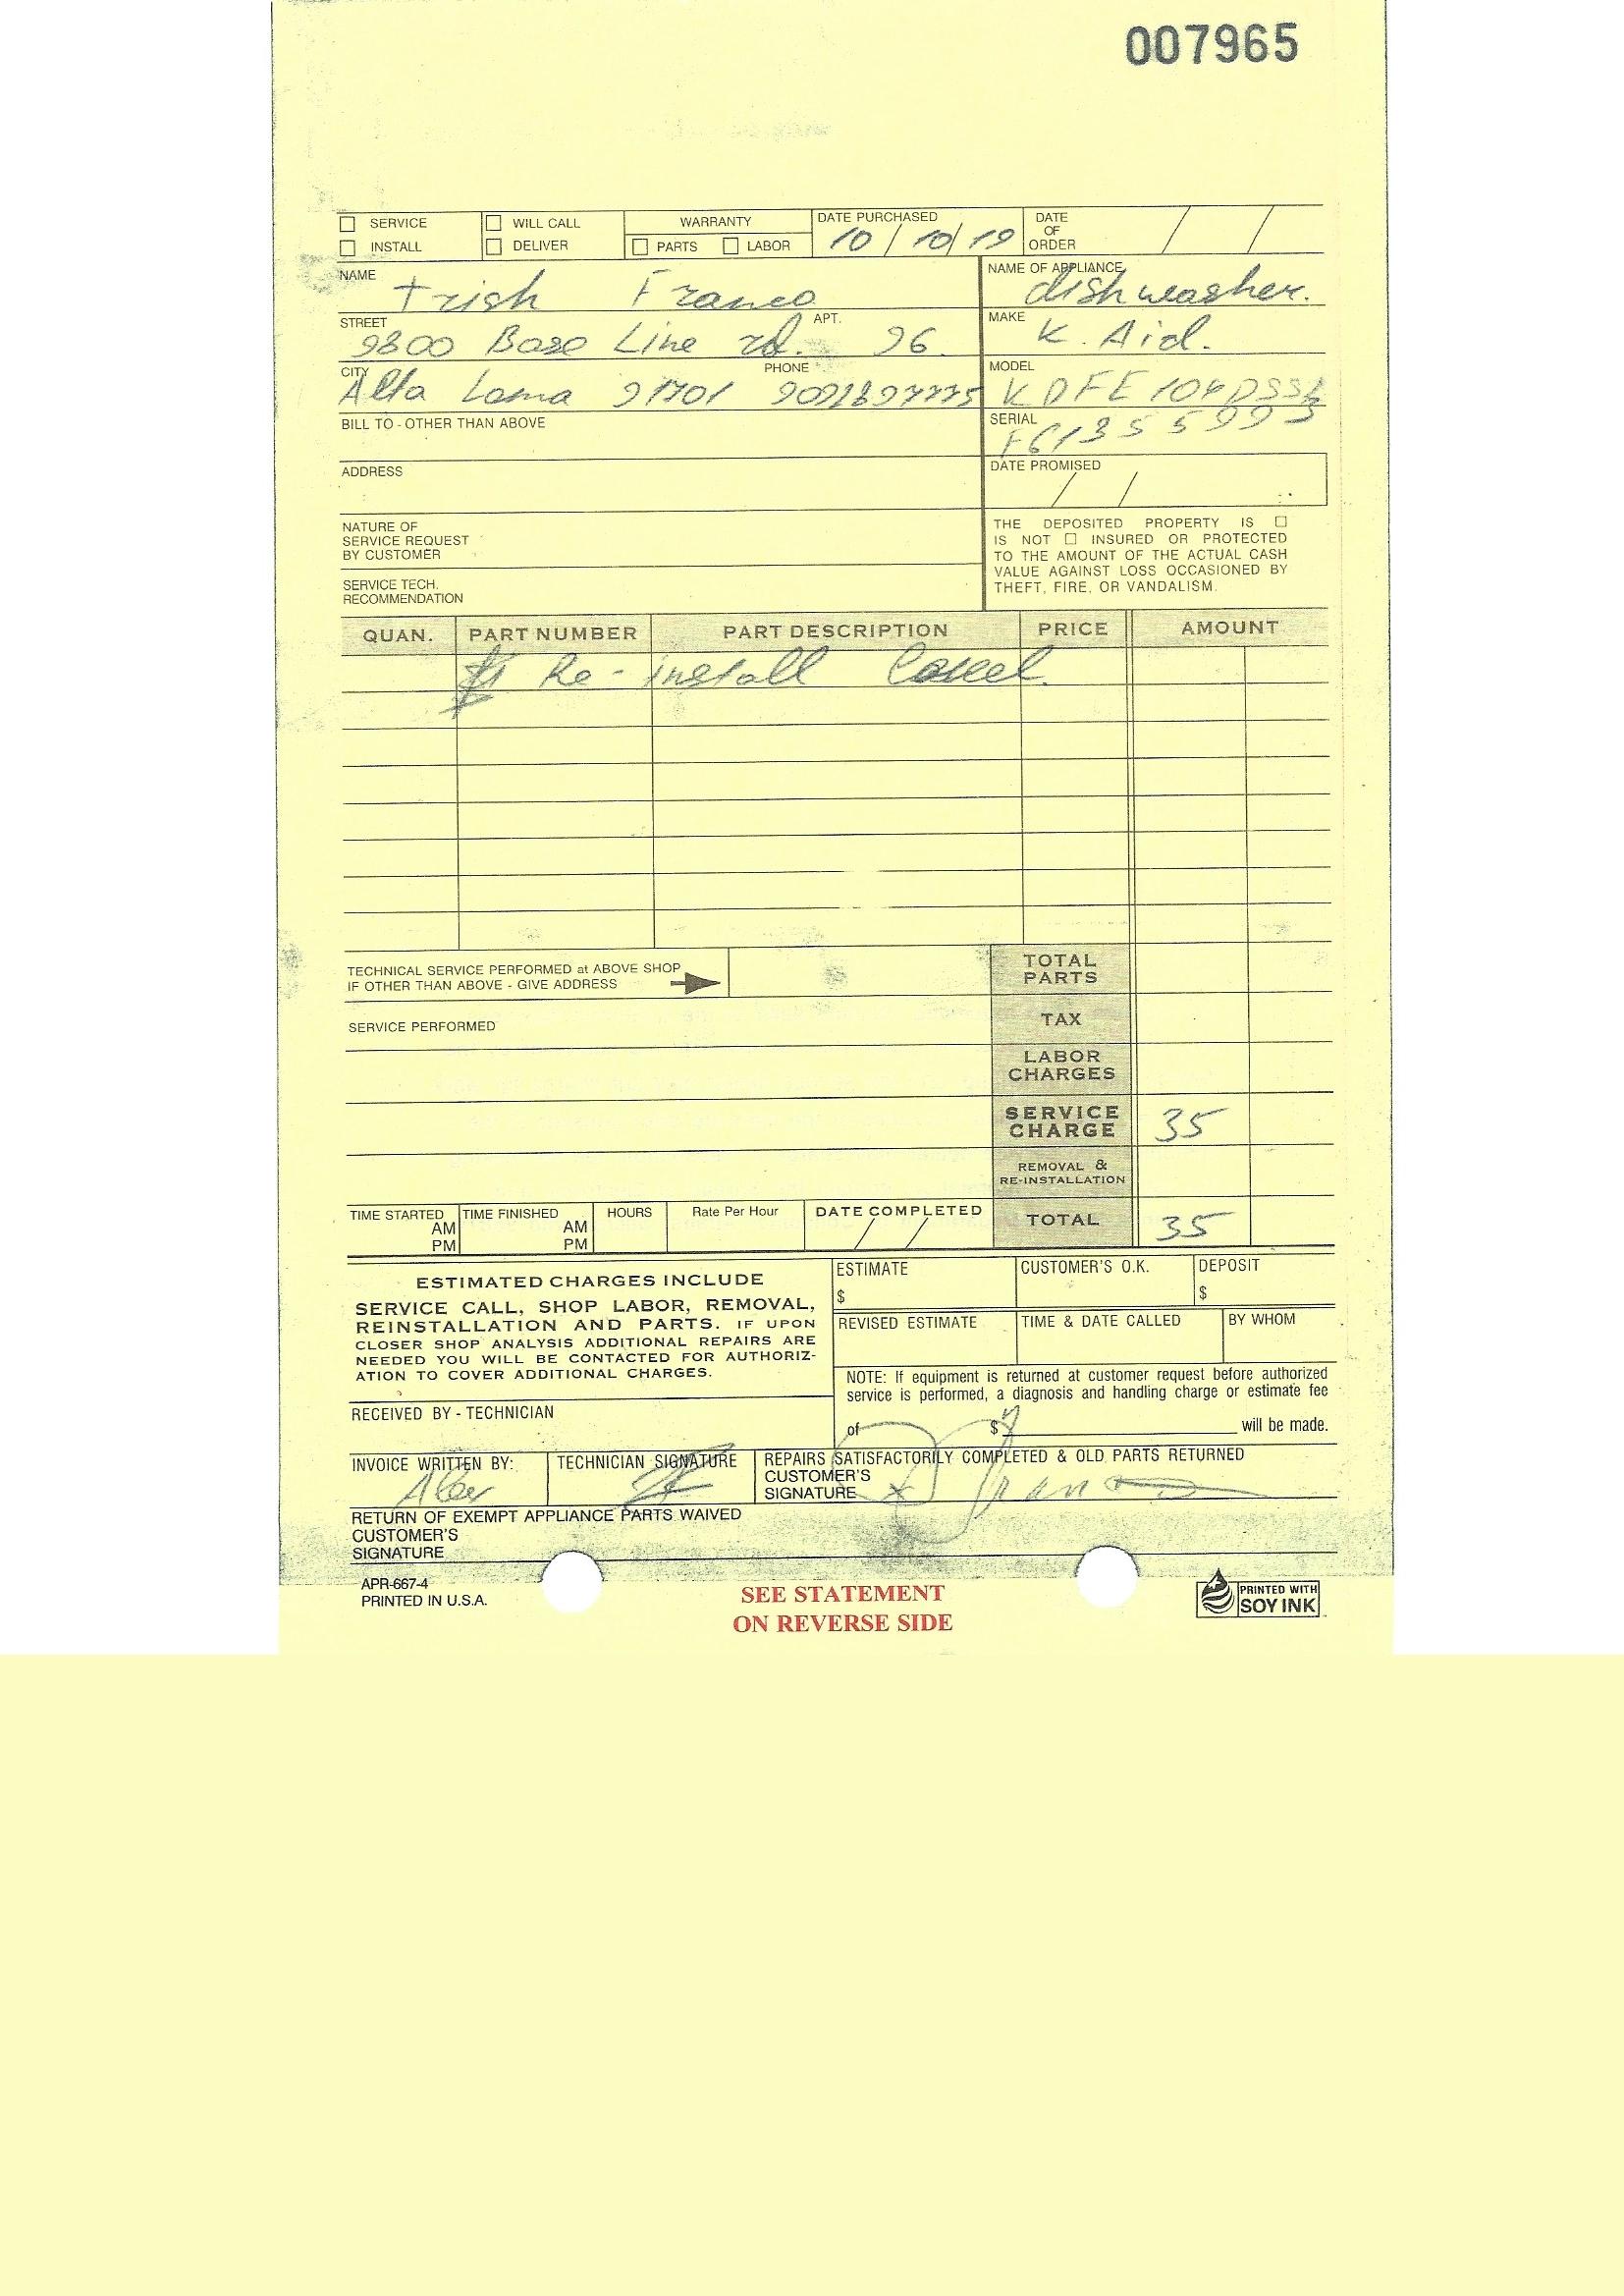 007965
SERVICE WILL CALL WARRANTY DATE PURCHASED DATE OF ORDER
INSTALL DELIVER PARTS LABOR 10/10/19
NAME Trish Franco NAME OF APPLIANCE dishwasher.
STREET 9800 Base Line rd. APT. 96. MAKE K. Aid.
CITY Alta Loma 91701 PHONE MODEL KDFE104DSS
BILL TO - OTHER THAN ABOVE SERIAL
ADDRESS DATE PROMISED / /
NATURE OF
SERVICE REQUEST
BY CUSTOMER
SERVICE TECH.
RECOMMENDATION
THE DEPOSITED PROPERTY IS
IS NOT INSURED OR PROTECTED
TO THE AMOUNT OF THE ACTUAL CASH
VALUE AGAINST LOSS OCCASIONED BY
THEFT, FIRE, OR VANDALISM.
QUAN. PART NUMBER PART DESCRIPTION PRICE AMOUNT
Re-install
TECHNICAL SERVICE PERFORMED at ABOVE SHOP
IF OTHER THAN ABOVE - GIVE ADDRESS
TOTAL PARTS
SERVICE PERFORMED TAX
LABOR CHARGES
SERVICE CHARGE 35
REMOVAL & RE-INSTALLATION
TIME STARTED AM PM TIME FINISHED AM PM HOURS Rate Per Hour DATE COMPLETED / / TOTAL 35
ESTIMATED CHARGES INCLUDE
SERVICE CALL, SHOP LABOR, REMOVAL,
REINSTALLATION AND PARTS. IF UPON
CLOSER SHOP ANALYSIS ADDITIONAL REPAIRS ARE
NEEDED YOU WILL BE CONTACTED FOR AUTHORIZ-
ATION TO COVER ADDITIONAL CHARGES.
ESTIMATE $ CUSTOMER'S O.K. DEPOSIT $
REVISED ESTIMATE TIME & DATE CALLED BY WHOM
NOTE: If equipment is returned at customer request before authorized
service is performed, a diagnosis and handling charge or estimate fee
of $ will be made.
RECEIVED BY - TECHNICIAN
INVOICE WRITTEN BY: Alex TECHNICIAN SIGNATURE REPAIRS SATISFACTORILY COMPLETED & OLD PARTS RETURNED
CUSTOMER'S
SIGNATURE
RETURN OF EXEMPT APPLIANCE PARTS WAIVED
CUSTOMER'S
SIGNATURE
APR-667-4
PRINTED IN U.S.A.
SEE STATEMENT
ON REVERSE SIDE
PRINTED WITH
SOY INK